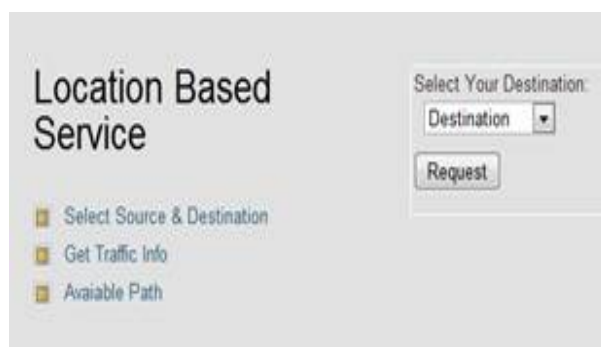 Location Based
Service
Select Source & Destination
Get Traffic Info
Avaiable Path
Select Your Destination:
Destination
Request